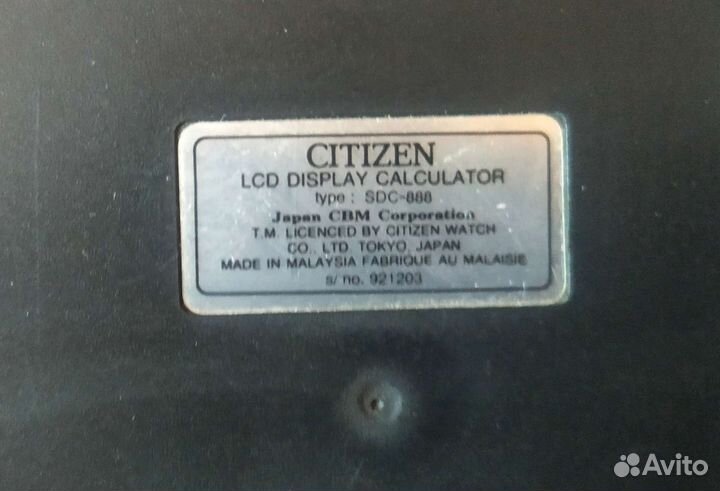 CITIZEN
LCD DISPLAY CALCULATOR
type : SDC-888
Japan CBM Corporation
T.M. LICENCED BY CITIZEN WATCH
CO., LTD. TOKYO, JAPAN
MADE IN MALAYSIA FABRIQUE AU MALAISIE
s/ no. 921203
Avito